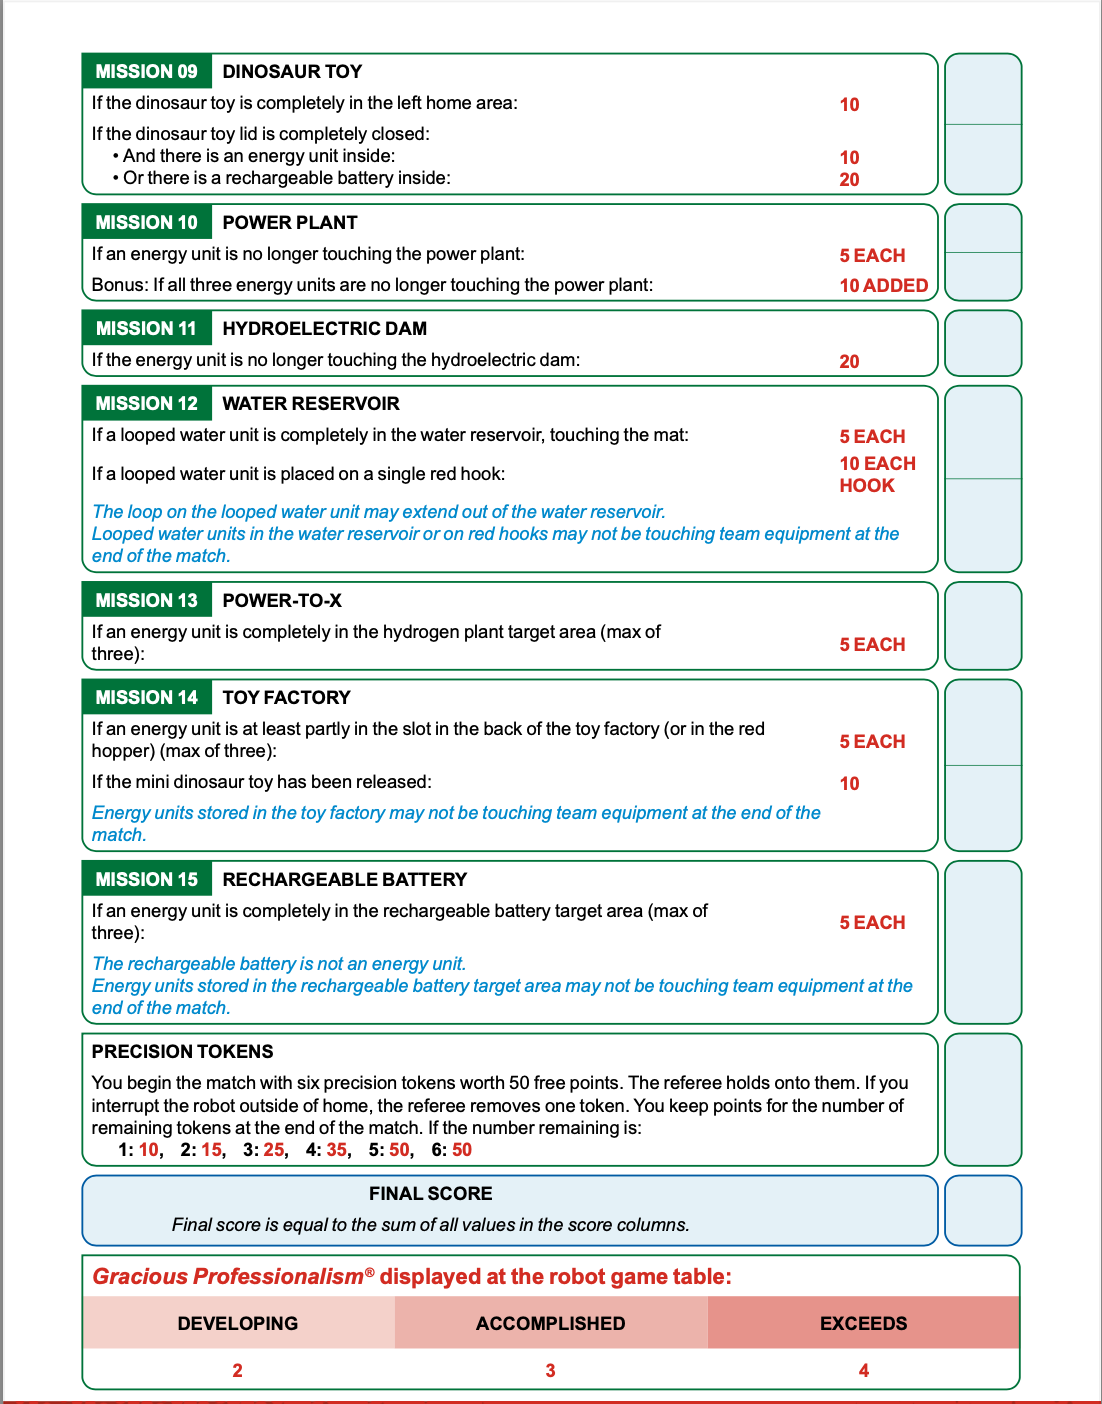 MISSION 09 DINOSAUR TOY
If the dinosaur toy is completely in the left home area: 10
If the dinosaur toy lid is completely closed:
• And there is an energy unit inside: 10
• Or there is a rechargeable battery inside: 20
MISSION 10 POWER PLANT
If an energy unit is no longer touching the power plant: 5 EACH
Bonus: If all three energy units are no longer touching the power plant: 10 ADDED
MISSION 11 HYDROELECTRIC DAM
If the energy unit is no longer touching the hydroelectric dam: 20
MISSION 12 WATER RESERVOIR
If a looped water unit is completely in the water reservoir, touching the mat: 5 EACH
If a looped water unit is placed on a single red hook: 10 EACH
HOOK
The loop on the looped water unit may extend out of the water reservoir.
Looped water units in the water reservoir or on red hooks may not be touching team equipment at the
end of the match.
MISSION 13 POWER-TO-X
If an energy unit is completely in the hydrogen plant target area (max of
three): 5 EACH
MISSION 14 TOY FACTORY
If an energy unit is at least partly in the slot in the back of the toy factory (or in the red
hopper) (max of three): 5 EACH
If the mini dinosaur toy has been released: 10
Energy units stored in the toy factory may not be touching team equipment at the end of the
match.
MISSION 15 RECHARGEABLE BATTERY
If an energy unit is completely in the rechargeable battery target area (max of
three): 5 EACH
The rechargeable battery is not an energy unit.
Energy units stored in the rechargeable battery target area may not be touching team equipment at the
end of the match.
PRECISION TOKENS
You begin the match with six precision tokens worth 50 free points. The referee holds onto them. If you
interrupt the robot outside of home, the referee removes one token. You keep points for the number of
remaining tokens at the end of the match. If the number remaining is:
1: 10, 2: 15, 3: 25, 4: 35, 5: 50, 6: 50
FINAL SCORE
Final score is equal to the sum of all values in the score columns.
Gracious Professionalism® displayed at the robot game table:
DEVELOPING ACCOMPLISHED EXCEEDS
2 3 4